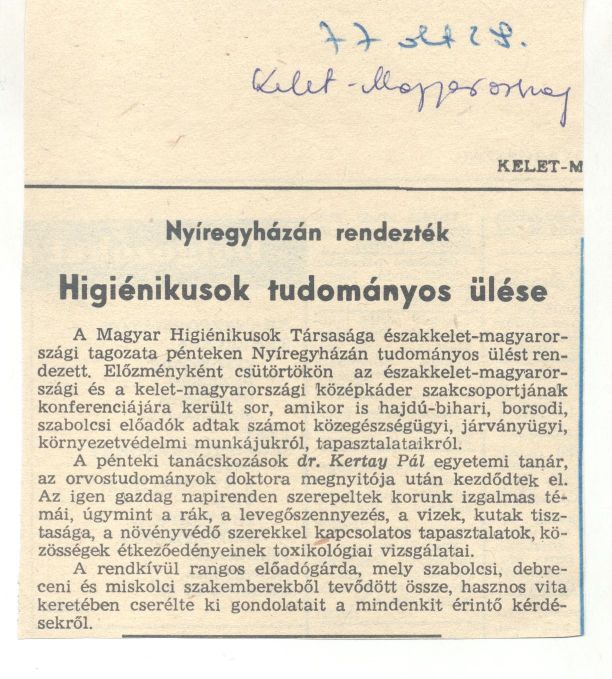 77 okt 29.
Kelet-Magyarország
KELET-M
Nyíregyházán rendezték
Higiénikusok tudományos ülése
A Magyar Higiénikusok Társasága északkelet-magyaror-
szági tagozata pénteken Nyíregyházán tudományos ülést ren-
dezett. Előzményként csütörtökön az északkelet-magyaror-
szági és a kelet-magyarországi középkáder szakcsoportjának
konferenciájára került sor, amikor is hajdú-bihari, borsodi,
szabolcsi előadók adtak számot közegészségügyi, járványügyi,
környezetvédelmi munkájukról, tapasztalataikról.
A pénteki tanácskozások dr. Kertay Pál egyetemi tanár,
az orvostudományok doktora megnyitója után kezdődtek el.
Az igen gazdag napirenden szerepeltek korunk izgalmas té-
mái, úgymint a rák, a levegőszennyezés, a vizek, kutak tisz-
tasága, a növényvédő szerekkel kapcsolatos tapasztalatok, kö-
zösségek étkezőedényeinek toxikológiai vizsgálatai.
A rendkívül rangos előadógárda, mely szabolcsi, debre-
ceni és miskolci szakemberekből tevődött össze, hasznos vita
keretében cserélte ki gondolatait a mindenkit érintő kérdé-
sekről.